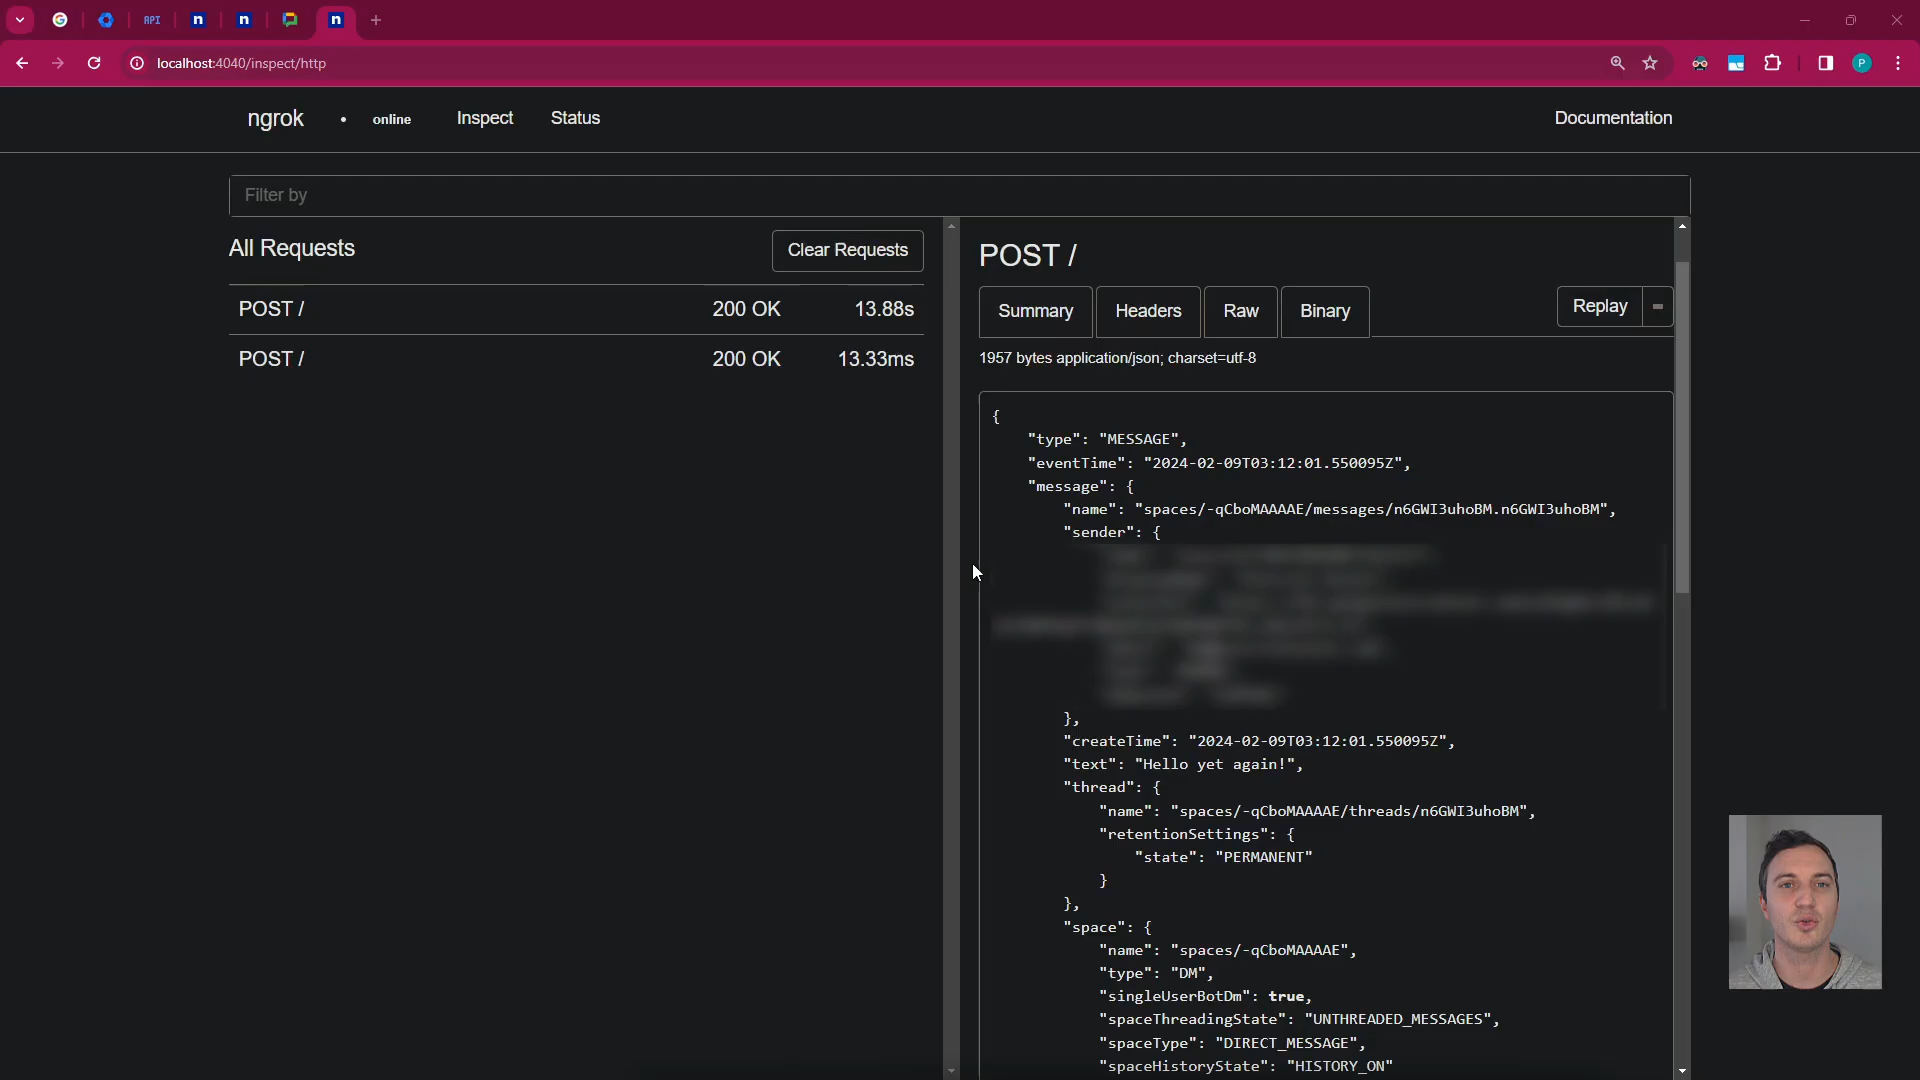 API
localhost:4040/inspect/http
P
ngrok
online
Inspect
Status
Documentation
Filter by
All Requests
Clear Requests
POST / 200 OK 13.88s
POST / 200 OK 13.33ms
POST /
Summary
Headers
Raw
Binary
Replay
1957 bytes application/json; charset=utf-8
{
"type": "MESSAGE",
"eventTime": "2024-02-09T03:12:01.550095Z",
"message": {
"name": "spaces/-qCboMAAAAE/messages/n6GWI3uhoBM.n6GWI3uhoBM",
"sender": {
},
"createTime": "2024-02-09T03:12:01.550095Z",
"text": "Hello yet again!",
"thread": {
"name": "spaces/-qCboMAAAAE/threads/n6GWI3uhoBM",
"retentionSettings": {
"state": "PERMANENT"
}
},
"space": {
"name": "spaces/-qCboMAAAAE",
"type": "DM",
"singleUserBotDm": true,
"spaceThreadingState": "UNTHREADED_MESSAGES",
"spaceType": "DIRECT_MESSAGE",
"spaceHistoryState": "HISTORY_ON"